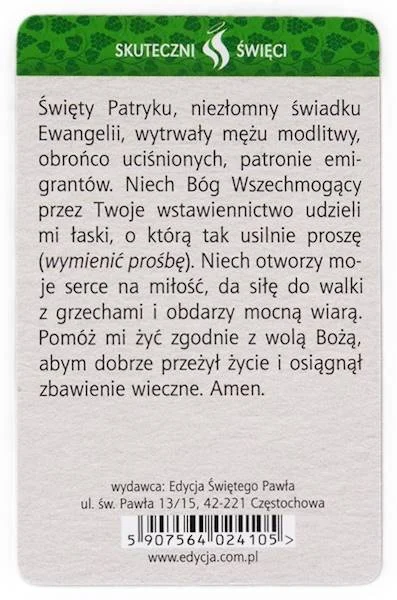 SKUTECZNI ŚWIĘCI
Święty Patryku, niezłomny świadku
Ewangelii, wytrwały mężu modlitwy,
obrońco uciśnionych, patronie emi-
grantów. Niech Bóg Wszechmogący
przez Twoje wstawiennictwo udzieli
mi łaski, o którą tak usilnie proszę
(wymienić prośbę). Niech otworzy mo-
je serce na miłość, da siłę do walki
z grzechami i obdarzy mocną wiarą.
Pomóż mi żyć zgodnie z wolą Bożą,
abym dobrze przeżył życie i osiągnął
zbawienie wieczne. Amen.
wydawca: Edycja Świętego Pawła
ul. św. Pawła 13/15, 42-221 Częstochowa
5 907564 024105 >
www.edycja.com.pl